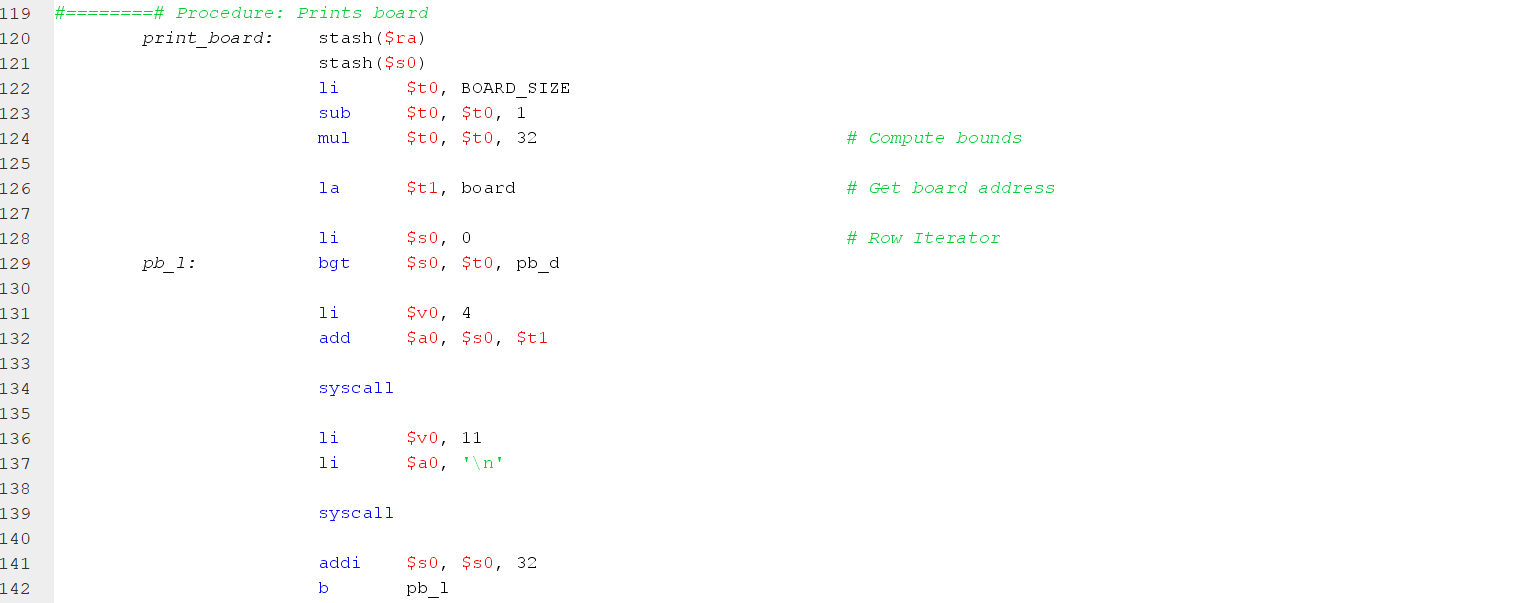 119 #========# Procedure: Prints board
120 print_board: stash($ra)
121 stash($s0)
122 li $t0, BOARD_SIZE
123 sub $t0, $t0, 1
124 mul $t0, $t0, 32 # Compute bounds
125
126 la $t1, board # Get board address
127
128 li $s0, 0 # Row Iterator
129 pb_l: bgt $s0, $t0, pb_d
130
131 li $v0, 4
132 add $a0, $s0, $t1
133
134 syscall
135
136 li $v0, 11
137 li $a0, '\n'
138
139 syscall
140
141 addi $s0, $s0, 32
142 b pb_l